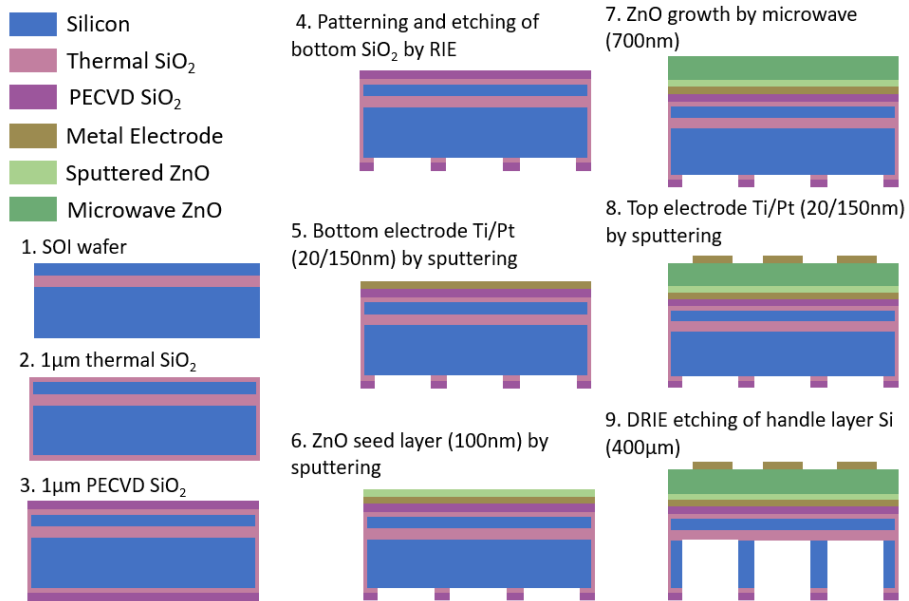 Silicon
Thermal SiO₂
PECVD SiO₂
Metal Electrode
Sputtered ZnO
Microwave ZnO
1. SOI wafer
2. 1µm thermal SiO₂
3. 1µm PECVD SiO₂
4. Patterning and etching of
bottom SiO₂ by RIE
5. Bottom electrode Ti/Pt
(20/150nm) by sputtering
6. ZnO seed layer (100nm) by
sputtering
7. ZnO growth by microwave
(700nm)
8. Top electrode Ti/Pt (20/150nm)
by sputtering
9. DRIE etching of handle layer Si
(400µm)